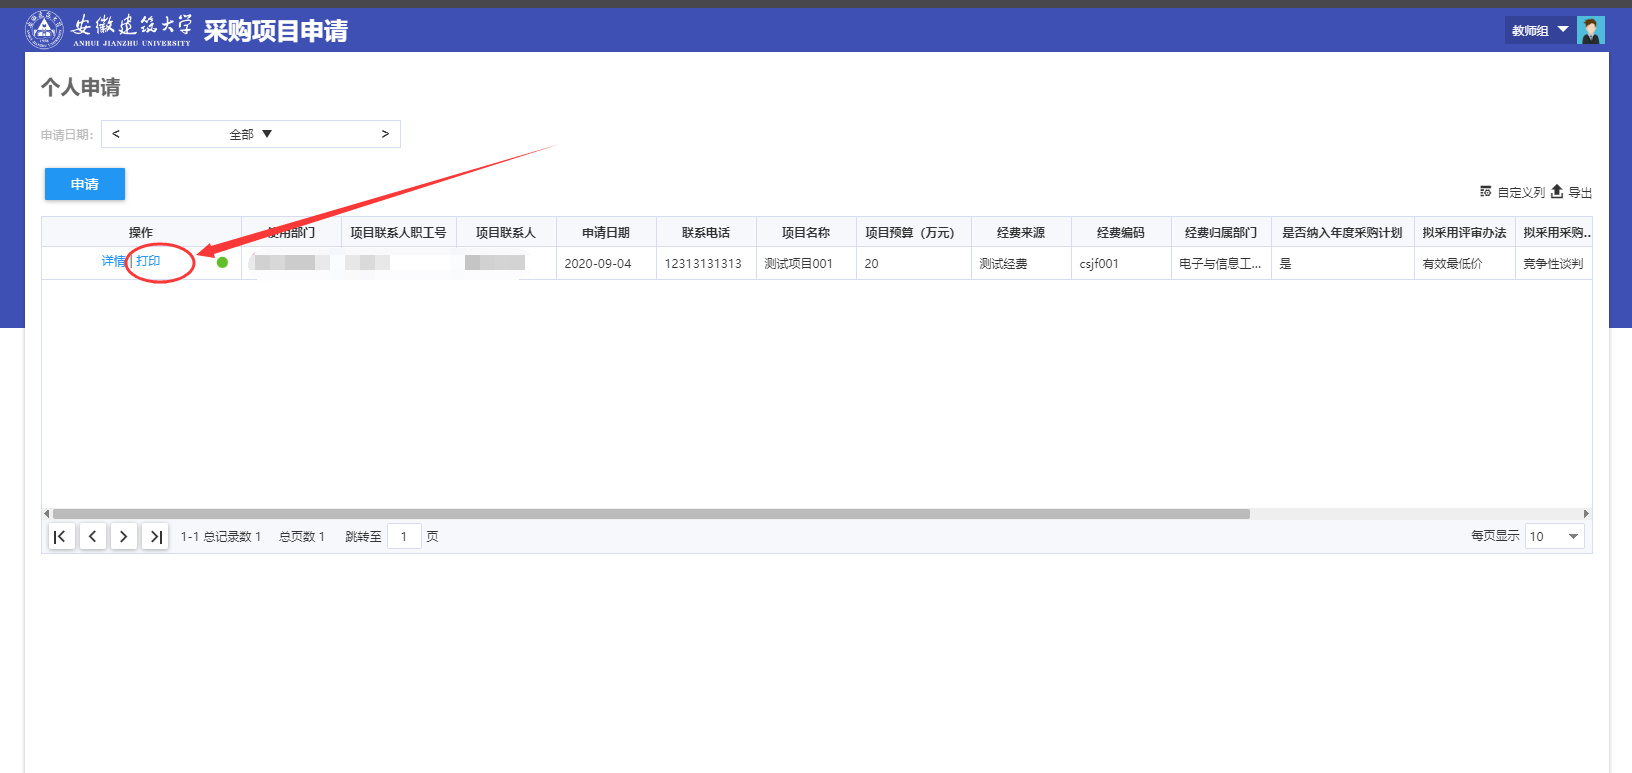 安徽建筑大学 采购项目申请
ANHUI JIANZHU UNIVERSITY
教师组
个人申请
申请日期: < 全部 ▼ >
申请
自定义列 导出
操作 使用部门 项目联系人职工号 项目联系人 申请日期 联系电话 项目名称 项目预算（万元） 经费来源 经费编码 经费归属部门 是否纳入年度采购计划 拟采用评审办法 拟采用采购..
详情 | 打印 2020-09-04 12313131313 测试项目001 20 测试经费 csjf001 电子与信息工... 是 有效最低价 竞争性谈判
1-1 总记录数 1 总页数 1 跳转至 1 页
每页显示 10